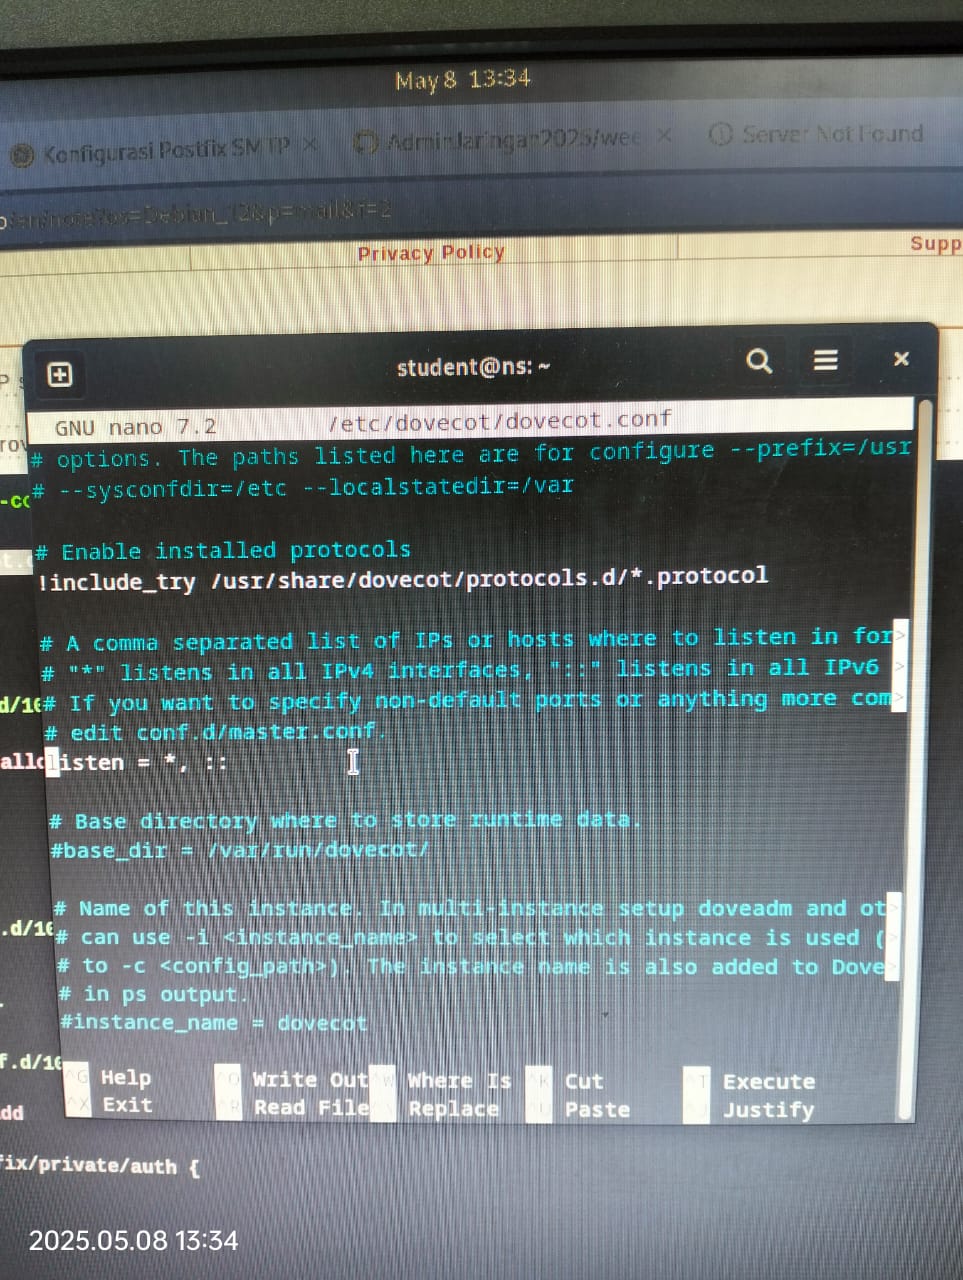 May 8 13:34
Konfigurasi Postfix SMTP
AdminJaringan2025/wee
Server Not Found
Debian_12&p=mail&f=2
Privacy Policy
Supp
student@ns: ~
GNU nano 7.2 /etc/dovecot/dovecot.conf
# options. The paths listed here are for configure --prefix=/usr
# --sysconfdir=/etc --localstatedir=/var
# Enable installed protocols
!include_try /usr/share/dovecot/protocols.d/*.protocol
# A comma separated list of IPs or hosts where to listen in for>
# "*" listens in all IPv4 interfaces, "::" listens in all IPv6 >
# If you want to specify non-default ports or anything more com>
# edit conf.d/master.conf.
listen = *, ::
# Base directory where to store runtime data.
#base_dir = /var/run/dovecot/
# Name of this instance. In multi-instance setup doveadm and ot>
# can use -i <instance_name> to select which instance is used (>
# to -c <config_path>). The instance name is also added to Dove>
# in ps output.
#instance_name = dovecot
^G Help ^O Write Out ^W Where Is ^K Cut ^T Execute
^X Exit ^R Read File ^\ Replace ^U Paste ^J Justify
d/10
.d/10
f.d/10
dd
fix/private/auth {
2025.05.08 13:34